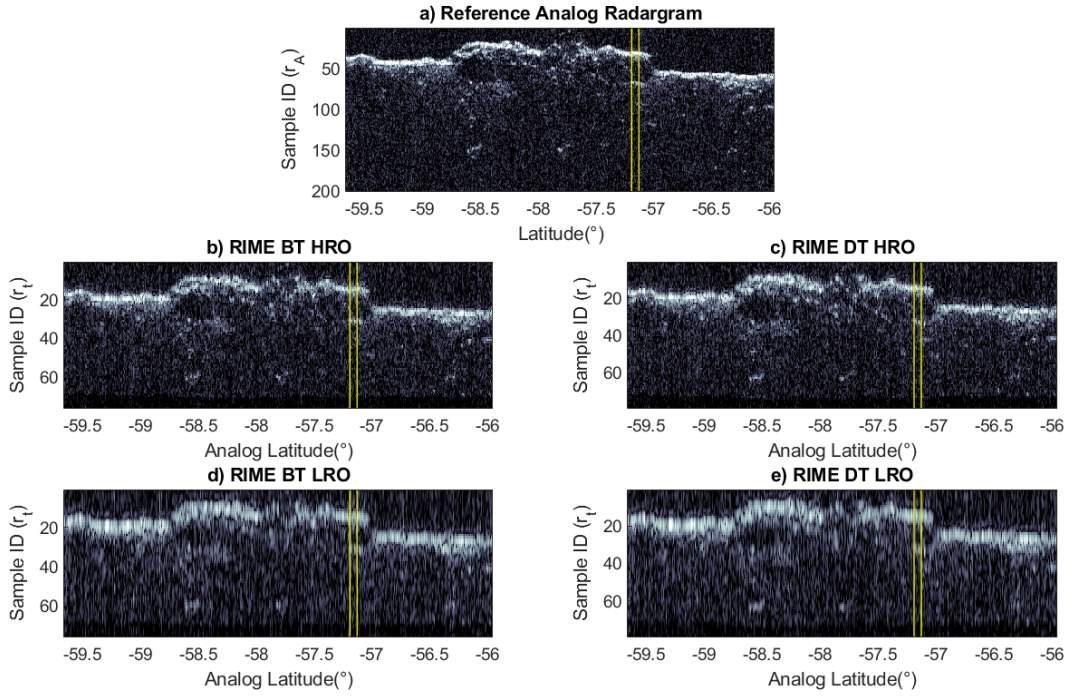 a) Reference Analog Radargram
Sample ID (r_A)
50
100
150
200
-59.5 -59 -58.5 -58 -57.5 -57 -56.5 -56
Latitude(°)
b) RIME BT HRO
Sample ID (r_t)
20
40
60
-59.5 -59 -58.5 -58 -57.5 -57 -56.5 -56
Analog Latitude(°)
c) RIME DT HRO
Sample ID (r_t)
20
40
60
-59.5 -59 -58.5 -58 -57.5 -57 -56.5 -56
Analog Latitude(°)
d) RIME BT LRO
Sample ID (r_t)
20
40
60
-59.5 -59 -58.5 -58 -57.5 -57 -56.5 -56
Analog Latitude(°)
e) RIME DT LRO
Sample ID (r_t)
20
40
60
-59.5 -59 -58.5 -58 -57.5 -57 -56.5 -56
Analog Latitude(°)